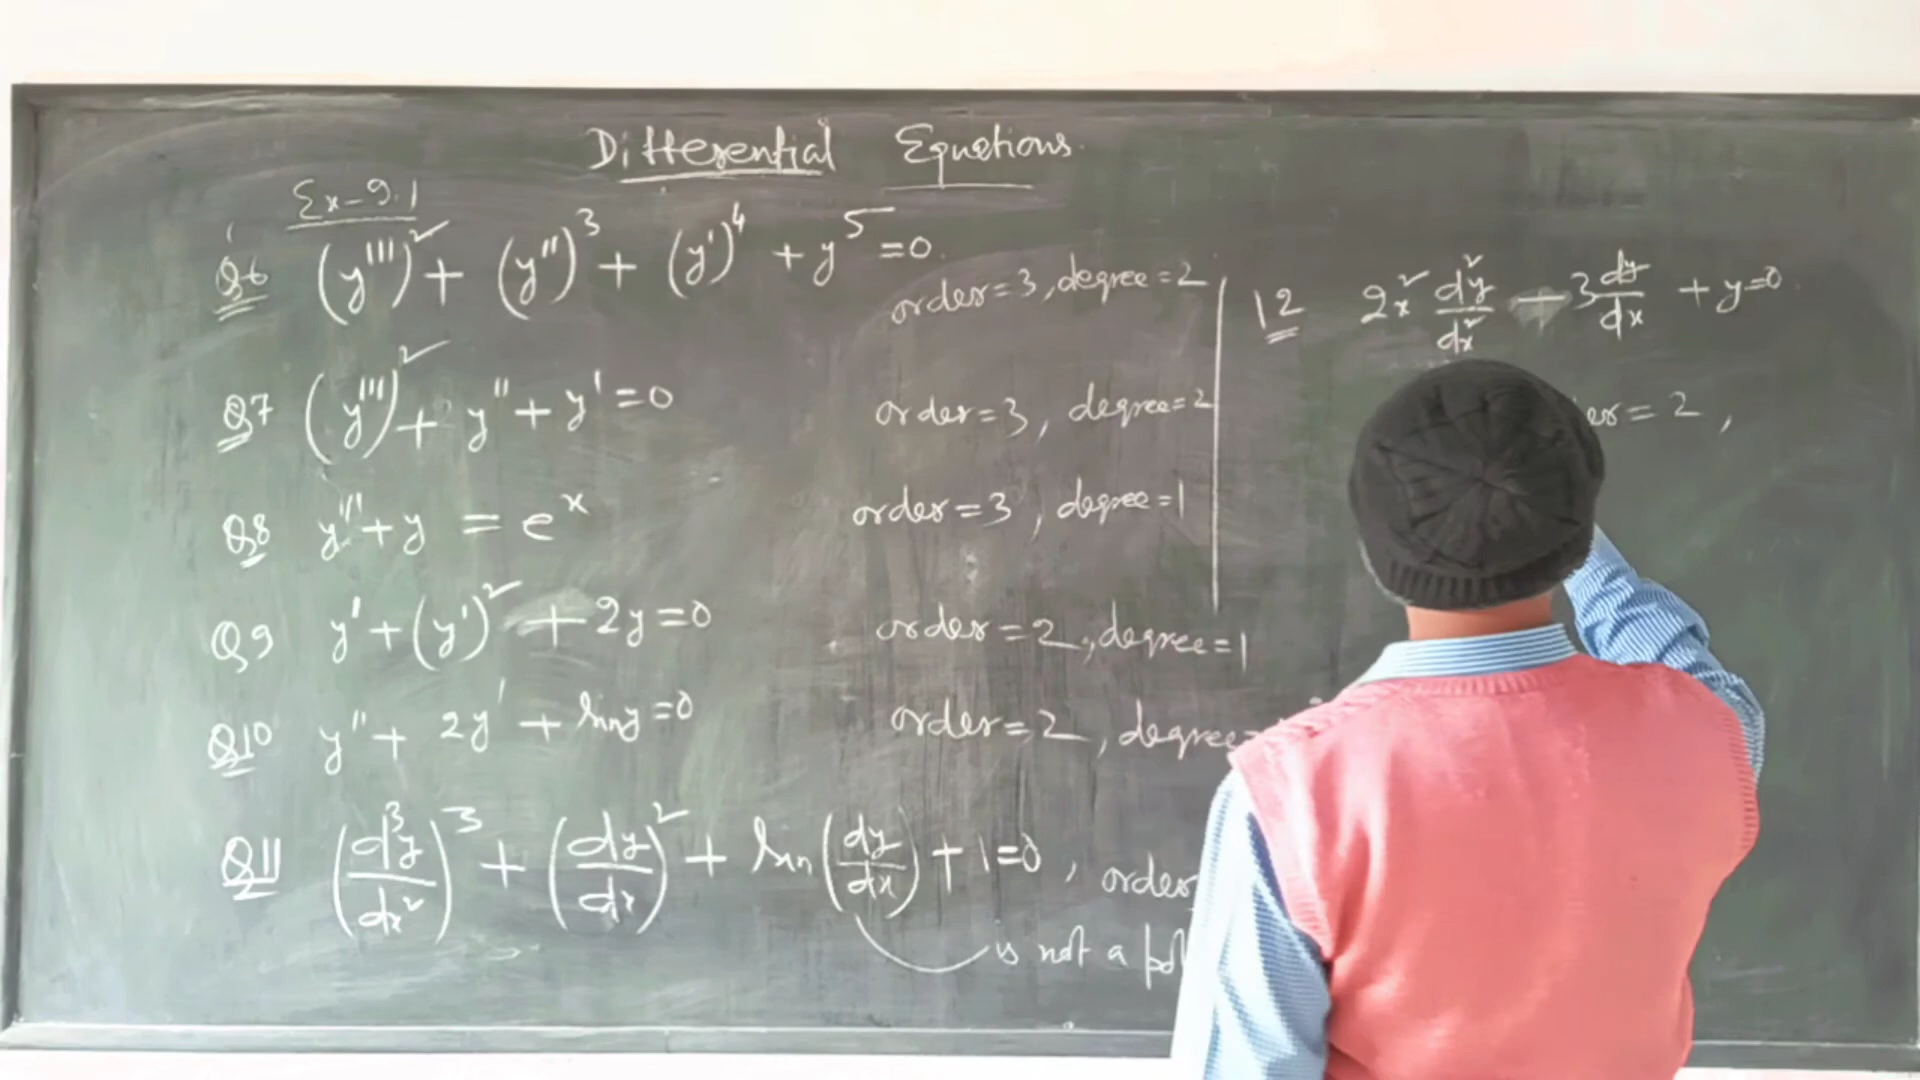 Differential Equations
Ex-9.1
Q6 (y''')² + (y'')³ + (y')⁴ + y⁵ = 0 order=3, degree=2
Q7 (y''')² + y'' + y' = 0 order=3, degree=2
Q8 y''' + y = eˣ order=3, degree=1
Q9 y' + (y')² + 2y = 0 order=2, degree=1
Q10 y'' + 2y' + siny = 0 order=2, degree=
Q11 (d³y/dx²)³ + (dy/dx)² + sin(dy/dx) + 1 = 0, order
is not a
12 2x² d²y/dx² + 3 dy/dx + y = 0
= 2,